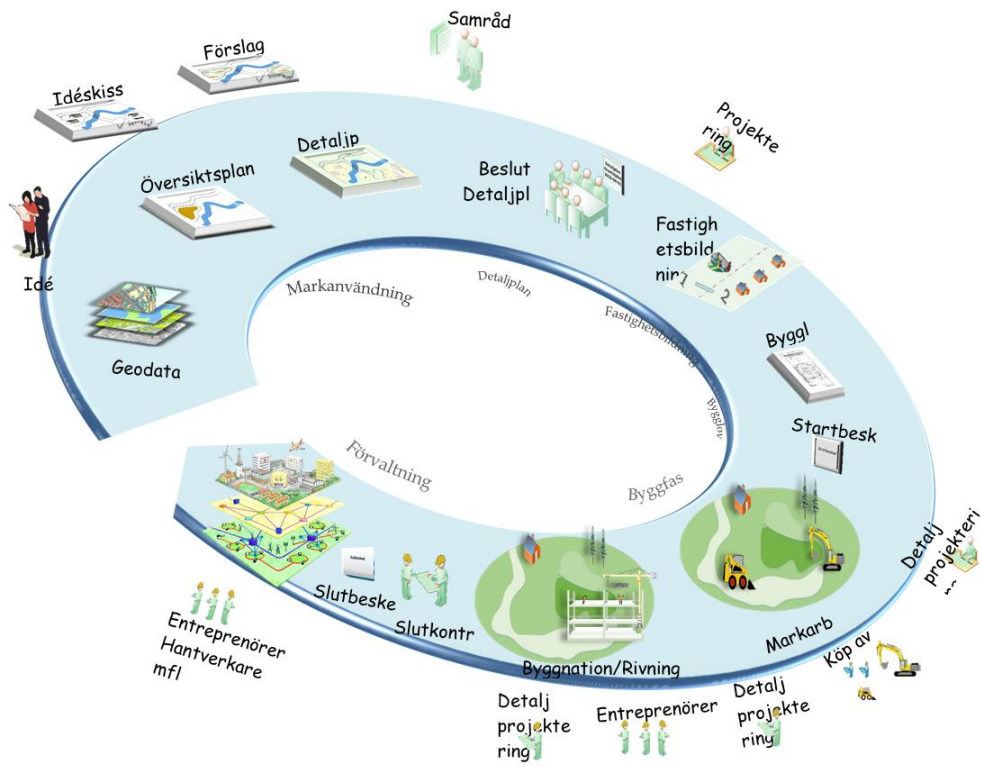 Samråd
Förslag
Idéskiss
Projekte
ring
Detaljp
Översiktsplan
Beslut
Detaljpl
Fastigh
etsbild
Idé
Geodata
1 2
Markanvändning
Detaljplan
Fastighetsbildning
Bygglov
Byggfas
Förvaltning
Byggl
Startbesk
Detalj
projekteri
Markarb
Köp av
Byggnation/Rivning
Slutkontr
Slutbeske
Entreprenörer
Hantverkare
mfl
Detalj
projekte
ring
Entreprenörer
Detalj
projekte
ring